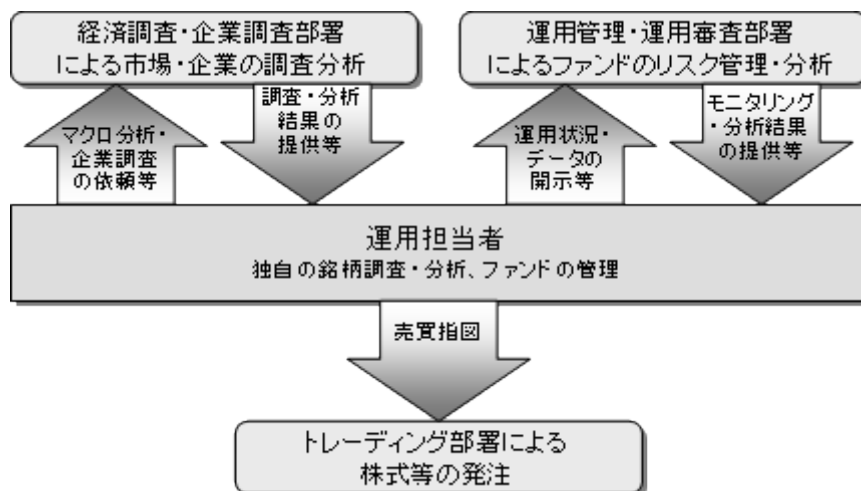 経済調査・企業調査部署
による市場・企業の調査分析
運用管理・運用審査部署
によるファンドのリスク管理・分析
マクロ分析・
企業調査
の依頼等
調査・分析
結果の
提供等
運用状況・
データの
開示等
モニタリング
・分析結果
の提供等
運用担当者
独自の銘柄調査・分析、ファンドの管理
売買指図
トレーディング部署による
株式等の発注